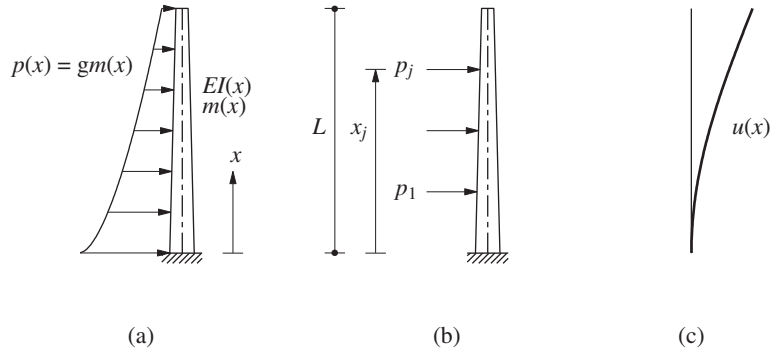 p(x) = gm(x)
EI(x)
m(x)
x
(a)
L
x_j
p_j
p_1
(b)
u(x)
(c)